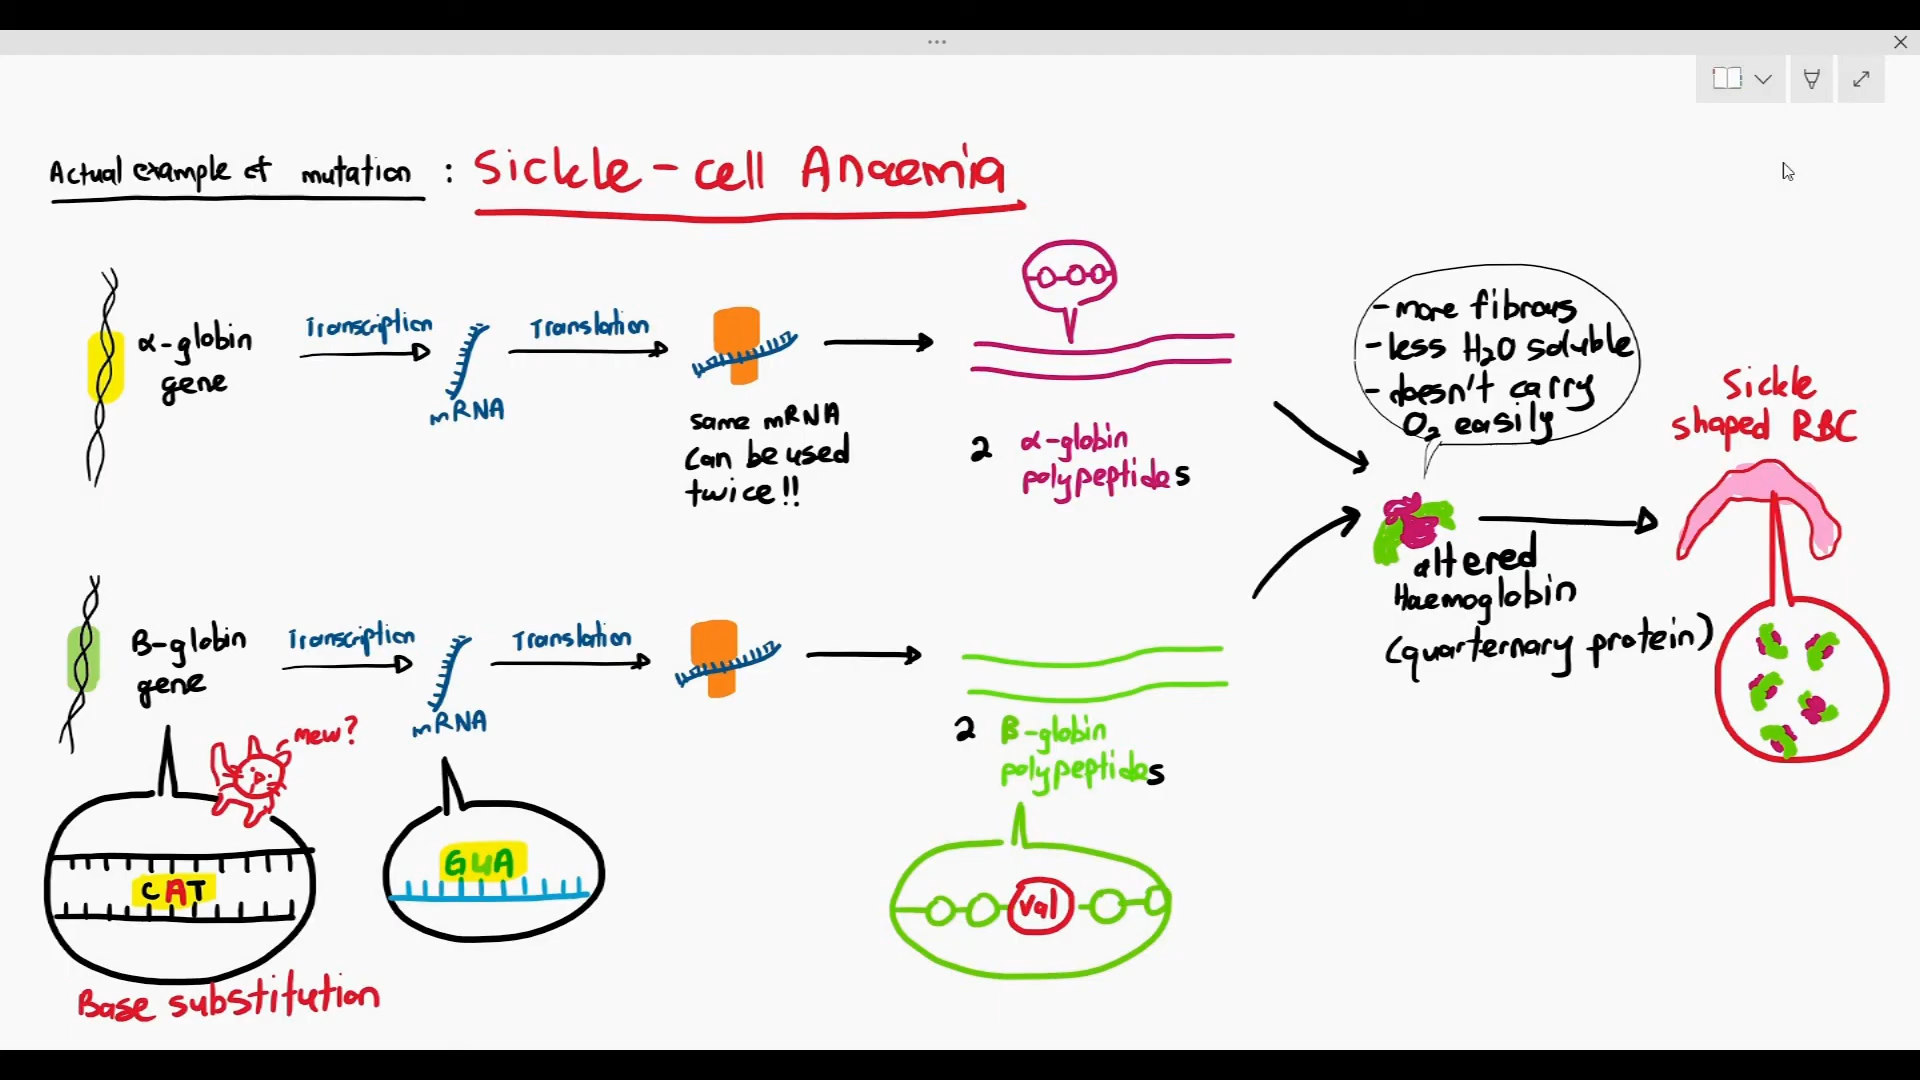 Actual example of mutation : Sickle-cell Anaemia
α-globin
gene
Transcription
mRNA
Translation
same mRNA
can be used
twice!!
2 α-globin
polypeptides
- more fibrous
- less H2O soluble
- doesn't carry
O2 easily
Sickle
shaped RBC
altered
Haemoglobin
(quarternary protein)
β-globin
gene
Transcription
mRNA
Translation
2 β-globin
polypeptides
mew?
CAT
GUA
Val
Base substitution